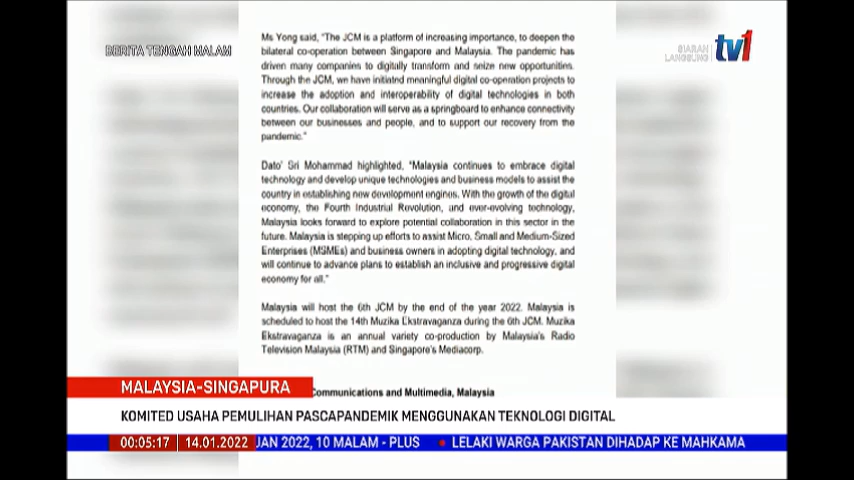 BERITA TENGAH MALAM
SIARAN
LANGSUNG
tv1
Ms Yong said, "The JCM is a platform of increasing importance, to deepen the
bilateral co-operation between Singapore and Malaysia. The pandemic has
driven many companies to digitally transform and seize new opportunities.
Through the JCM, we have initiated meaningful digital co-operation projects to
increase the adoption and interoperability of digital technologies in both
countries. Our collaboration will serve as a springboard to enhance connectivity
between our businesses and people, and to support our recovery from the
pandemic."
Dato' Sri Mohammad highlighted, "Malaysia continues to embrace digital
technology and develop unique technologies and business models to assist the
country in establishing new development engines. With the growth of the digital
economy, the Fourth Industrial Revolution, and ever-evolving technology,
Malaysia looks forward to explore potential collaboration in this sector in the
future. Malaysia is stepping up efforts to assist Micro, Small and Medium-Sized
Enterprises (MSMEs) and business owners in adopting digital technology, and
will continue to advance plans to establish an inclusive and progressive digital
economy for all."
Malaysia will host the 6th JCM by the end of the year 2022. Malaysia is
scheduled to host the 14th Muzika Ekstravaganza during the 6th JCM. Muzika
Ekstravaganza is an annual variety co-production by Malaysia's Radio
Television Malaysia (RTM) and Singapore's Mediacorp.
Communications and Multimedia, Malaysia
MALAYSIA-SINGAPURA
KOMITED USAHA PEMULIHAN PASCAPANDEMIK MENGGUNAKAN TEKNOLOGI DIGITAL
00:05:17 14.01.2022 JAN 2022, 10 MALAM - PLUS • LELAKI WARGA PAKISTAN DIHADAP KE MAHKAMA